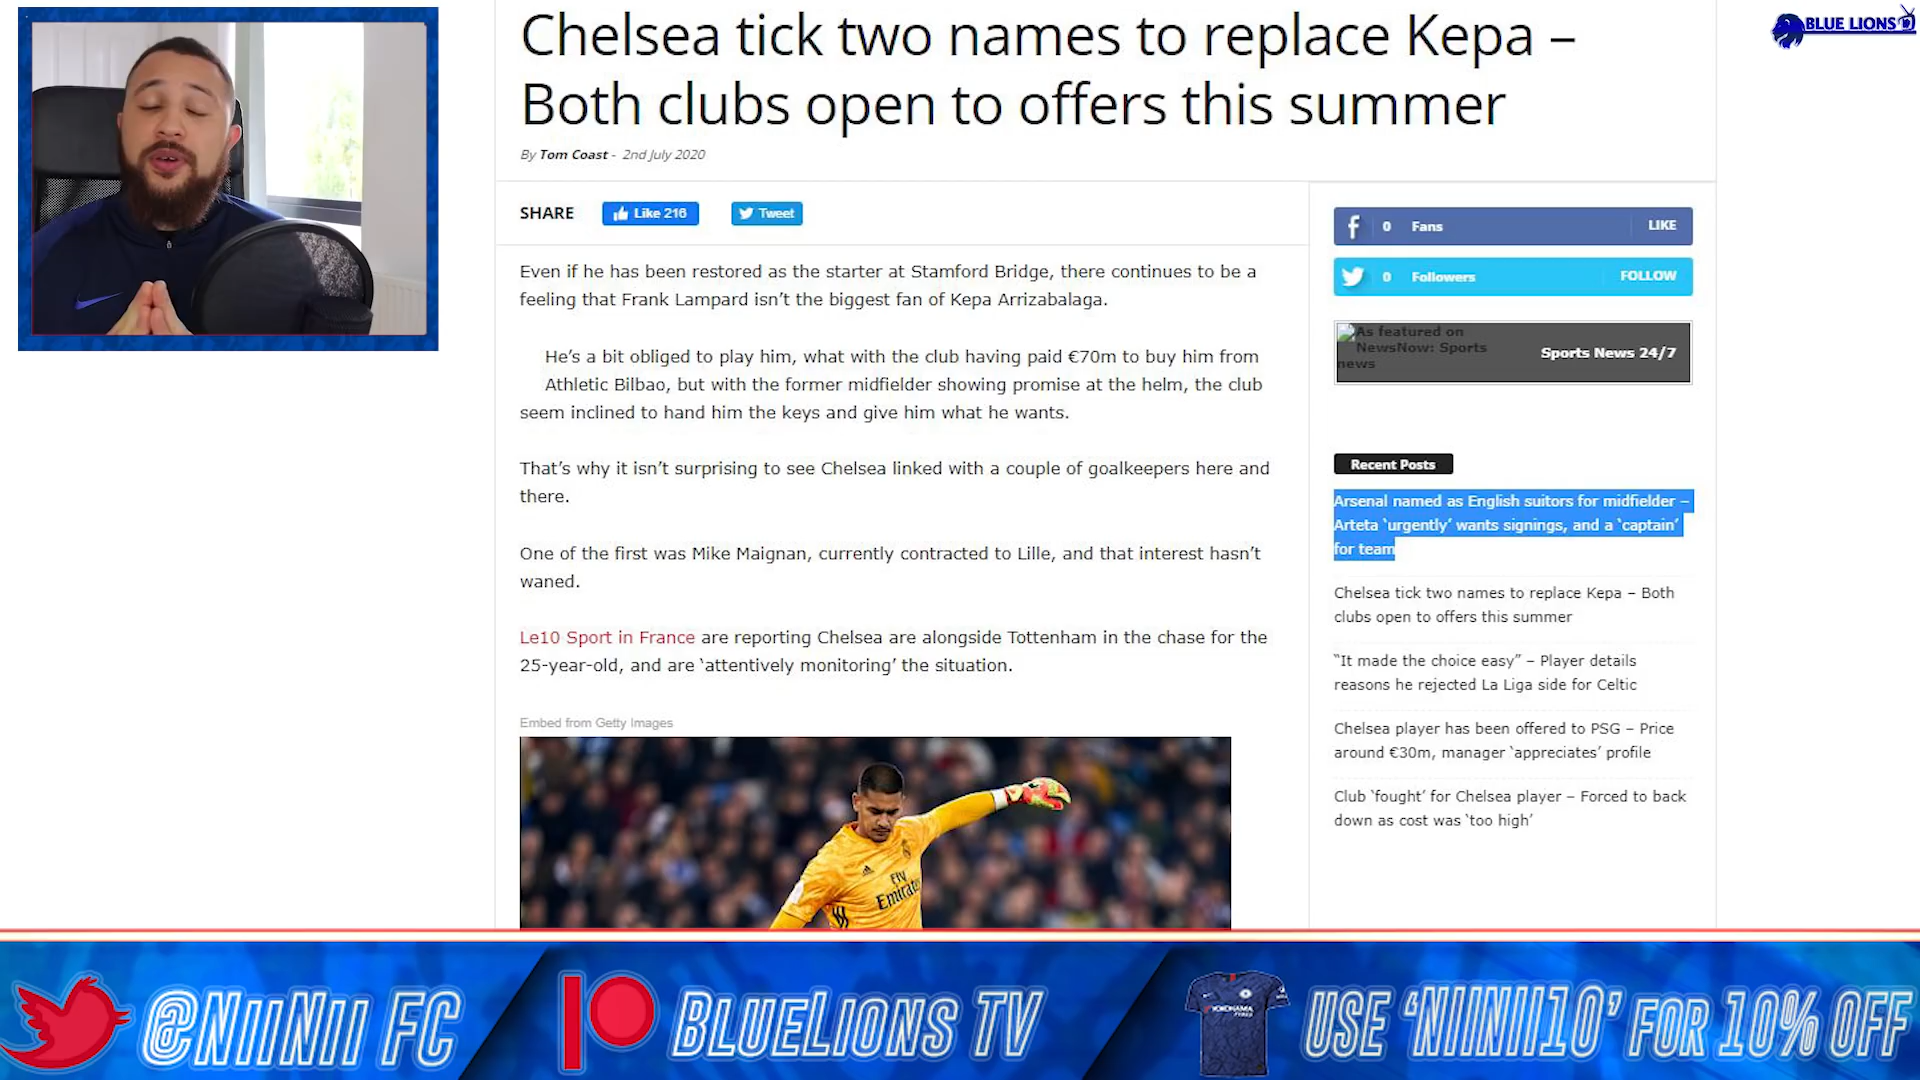 BLUE LIONS
Chelsea tick two names to replace Kepa –
Both clubs open to offers this summer
By Tom Coast - 2nd July 2020
SHARE
Like 216
Tweet
Even if he has been restored as the starter at Stamford Bridge, there continues to be a
feeling that Frank Lampard isn’t the biggest fan of Kepa Arrizabalaga.
He’s a bit obliged to play him, what with the club having paid €70m to buy him from
Athletic Bilbao, but with the former midfielder showing promise at the helm, the club
seem inclined to hand him the keys and give him what he wants.
That’s why it isn’t surprising to see Chelsea linked with a couple of goalkeepers here and
there.
One of the first was Mike Maignan, currently contracted to Lille, and that interest hasn’t
waned.
Le10 Sport in France are reporting Chelsea are alongside Tottenham in the chase for the
25-year-old, and are ‘attentively monitoring’ the situation.
Embed from Getty Images
Fly
Emirates
0 Fans LIKE
0 Followers FOLLOW
As featured on
NewsNow: Sports
news
Sports News 24/7
Recent Posts
Arsenal named as English suitors for midfielder –
Arteta ‘urgently’ wants signings, and a ‘captain’
for team
Chelsea tick two names to replace Kepa – Both
clubs open to offers this summer
“It made the choice easy” – Player details
reasons he rejected La Liga side for Celtic
Chelsea player has been offered to PSG – Price
around €30m, manager ‘appreciates’ profile
Club ‘fought’ for Chelsea player – Forced to back
down as cost was ‘too high’
@NiiNii FC
BLUELIONS TV
YOKOHAMA
USE ‘NIINII10’ FOR 10% OFF